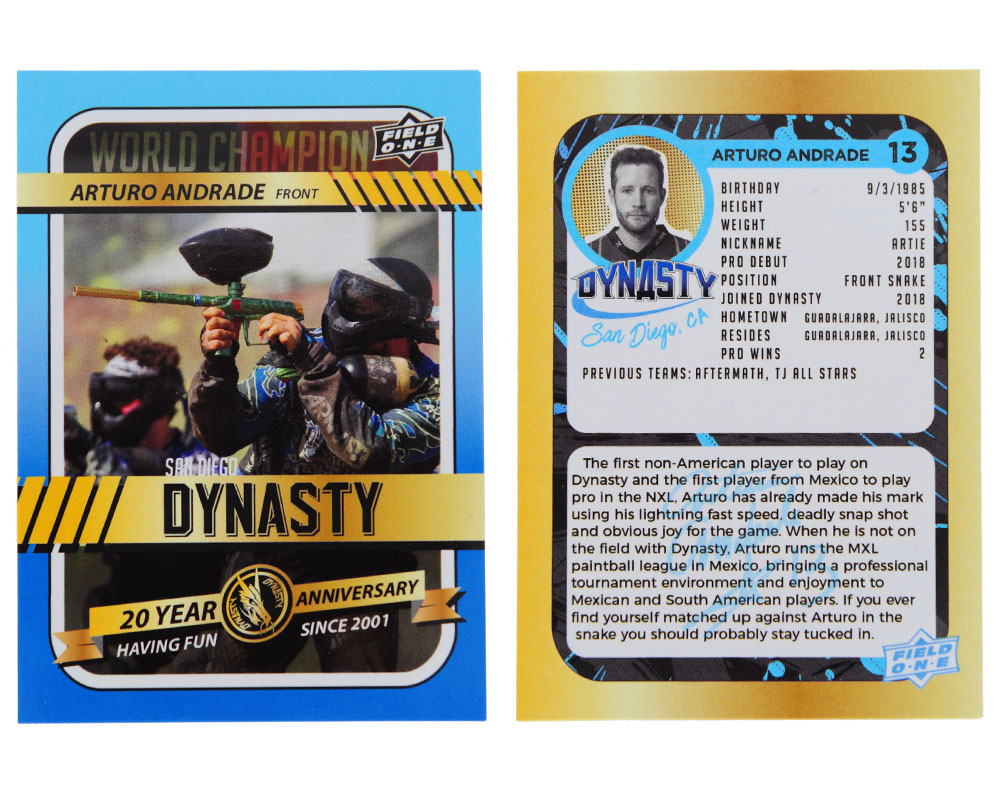 WORLD CHAMPION
FIELD
O-N-E
ARTURO ANDRADE FRONT
SAN DIEGO
DYNASTY
20 YEAR ANNIVERSARY
HAVING FUN SINCE 2001
DYNASTY
DYNASTY
ARTURO ANDRADE 13
BIRTHDAY 9/3/1985
HEIGHT 5'6"
WEIGHT 155
NICKNAME ARTIE
PRO DEBUT 2018
POSITION FRONT SNAKE
JOINED DYNASTY 2018
HOMETOWN GUADALAJARA, JALISCO
RESIDES GUADALAJARA, JALISCO
PRO WINS 2
DYNASTY
San Diego, CA
PREVIOUS TEAMS: AFTERMATH, TJ ALL STARS
The first non-American player to play on
Dynasty and the first player from Mexico to play
pro in the NXL, Arturo has already made his mark
using his lightning fast speed, deadly snap shot
and obvious joy for the game. When he is not on
the field with Dynasty, Arturo runs the MXL
paintball league in Mexico, bringing a professional
tournament environment and enjoyment to
Mexican and South American players. If you ever
find yourself matched up against Arturo in the
snake you should probably stay tucked in.
FIELD
O-N-E